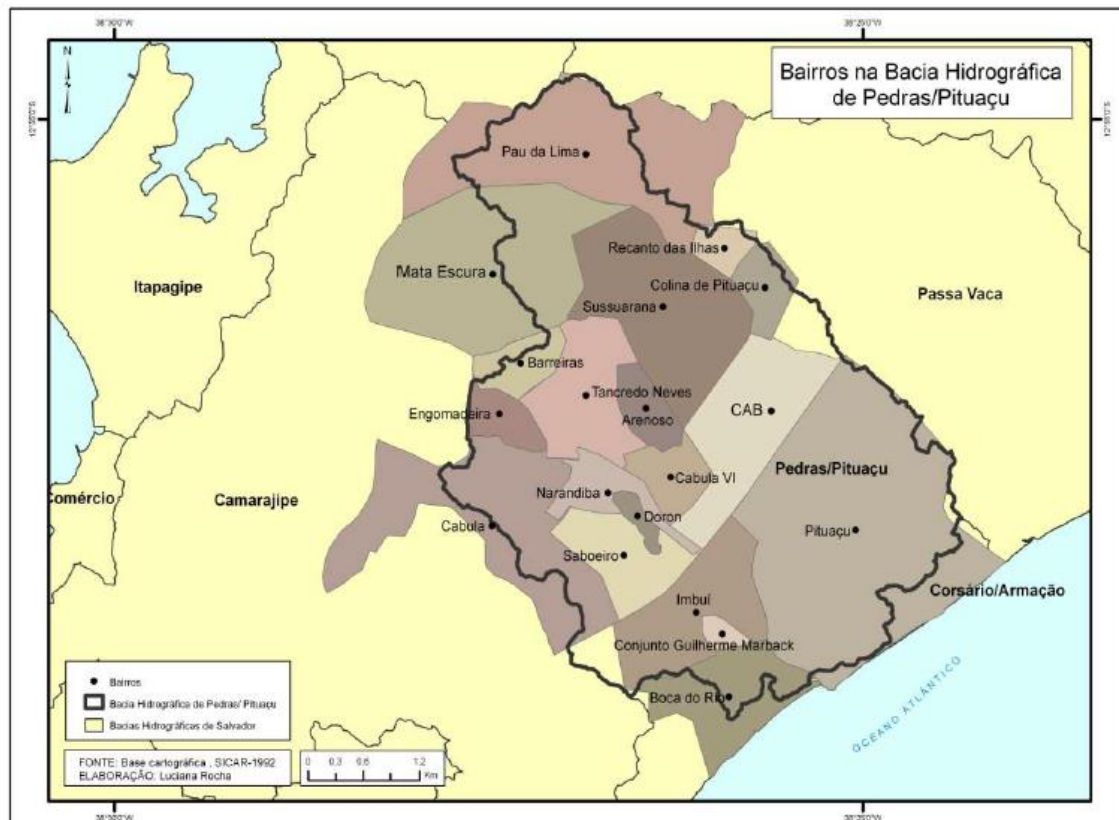 Bairros na Bacia Hidrográfica
de Pedras/Pituaçu
N
Pau da Lima
Recanto das Ilhas
Mata Escura
Colina de Pituaçu
Itapagipe
Passa Vaca
Sussuarana
Barreiras
Tancredo Neves
Engomadeira
Arenoso
CAB
Pedras/Pituaçu
Cabula VI
Comércio
Camarajipe
Narandiba
Doron
Cabula
Pituaçu
Saboeiro
Corsário/Armação
Imbuí
Conjunto Guilherme Marback
Boca do Rio
OCEANO ATLÂNTICO
Bairros
Bacia Hidrográfica de Pedras/ Pituaçu
Bacias Hidrográficas de Salvador
FONTE: Base cartográfica , SICAR-1992
ELABORAÇÃO: Luciana Rocha
0 0.3 0.6 1.2
Km